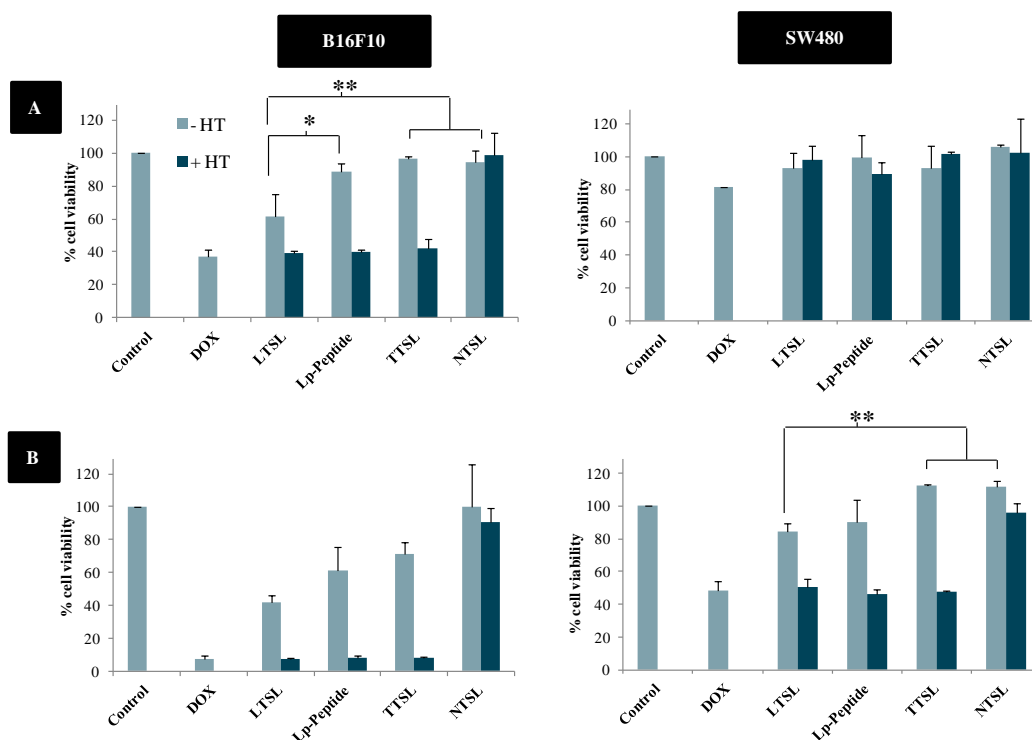 B16F10
SW480
A
**
*
- HT
+ HT
% cell viability
120
100
80
60
40
20
0
Control
DOX
LTSL
Lp-Peptide
TTSL
NTSL
% cell viability
120
100
80
60
40
20
0
Control
DOX
LTSL
Lp-Peptide
TTSL
NTSL
B
% cell viability
120
100
80
60
40
20
0
Control
DOX
LTSL
Lp-Peptide
TTSL
NTSL
**
% cell viability
120
100
80
60
40
20
0
Control
DOX
LTSL
Lp-Peptide
TTSL
NTSL